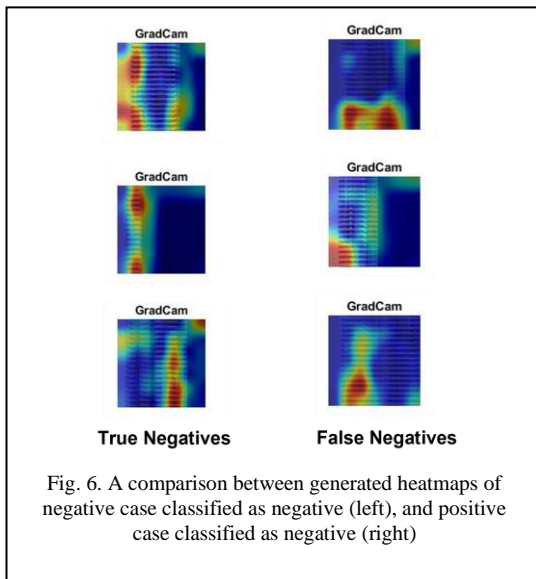 GradCam GradCam
GradCam GradCam
GradCam GradCam
True Negatives False Negatives
Fig. 6. A comparison between generated heatmaps of
negative case classified as negative (left), and positive
case classified as negative (right)